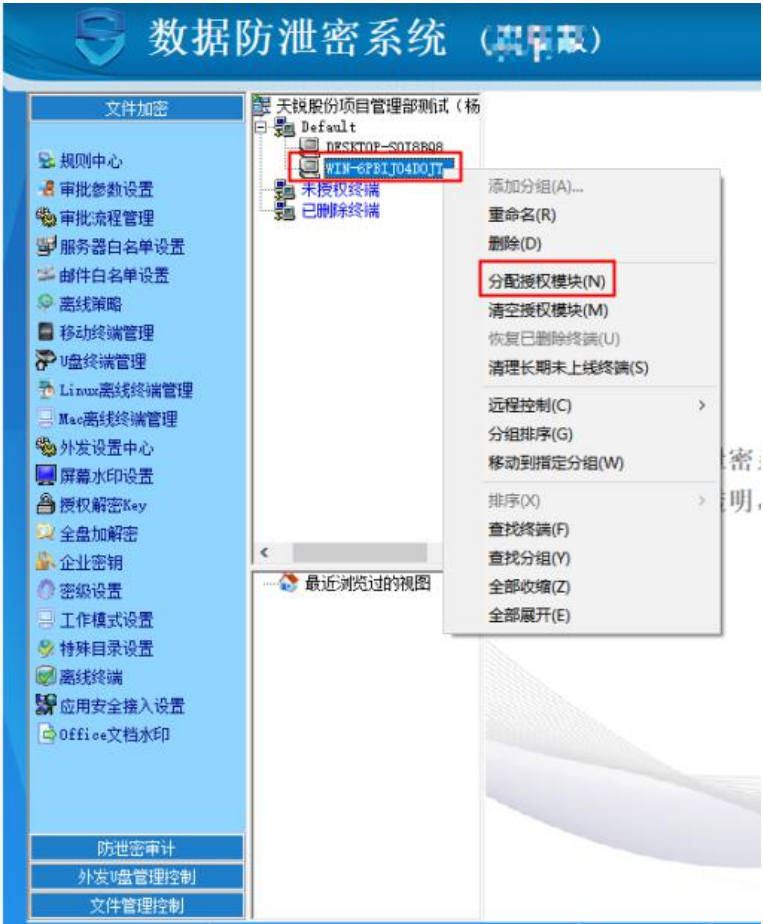 数据防泄密系统
文件加密
规则中心
审批参数设置
审批流程管理
服务器白名单设置
邮件白名单设置
离线策略
移动终端管理
U盘终端管理
Linux离线终端管理
Mac离线终端管理
外发设置中心
屏幕水印设置
授权解密Key
全盘加解密
企业密钥
密级设置
工作模式设置
特殊目录设置
离线终端
应用安全接入设置
Office文档水印
防泄密审计
外发U盘管理控制
文件管理控制
天锐股份项目管理部测试（杨
Default
DESKTOP-SOI8BQ8
WIN-6PBIJO4DOJY
未授权终端
已删除终端
最近浏览过的视图
添加分组(A)...
重命名(R)
删除(D)
分配授权模块(N)
清空授权模块(M)
恢复已删除终端(U)
清理长期未上线终端(S)
远程控制(C)
分组排序(G)
移动到指定分组(W)
排序(X)
查找终端(F)
查找分组(Y)
全部收缩(Z)
全部展开(E)
密
明，